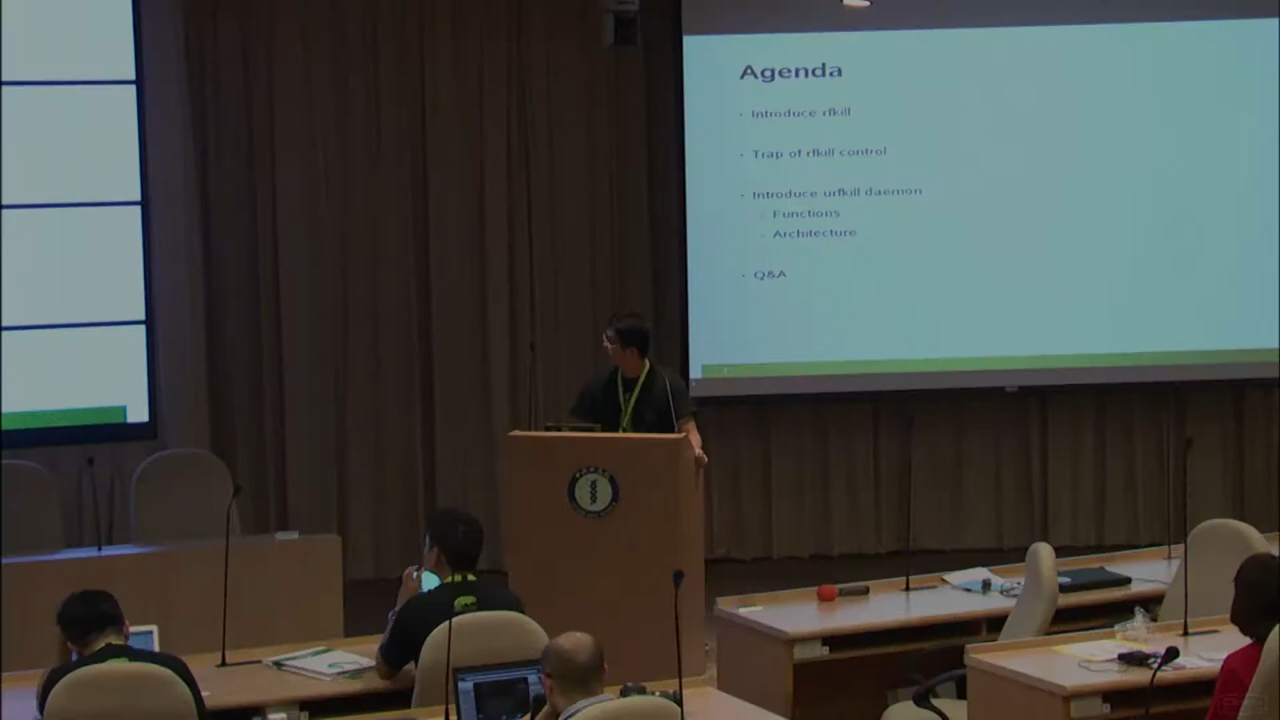 Agenda
· Introduce rfkill
· Trap of rfkill control
· Introduce urfkill daemon
Functions
Architecture
· Q&A